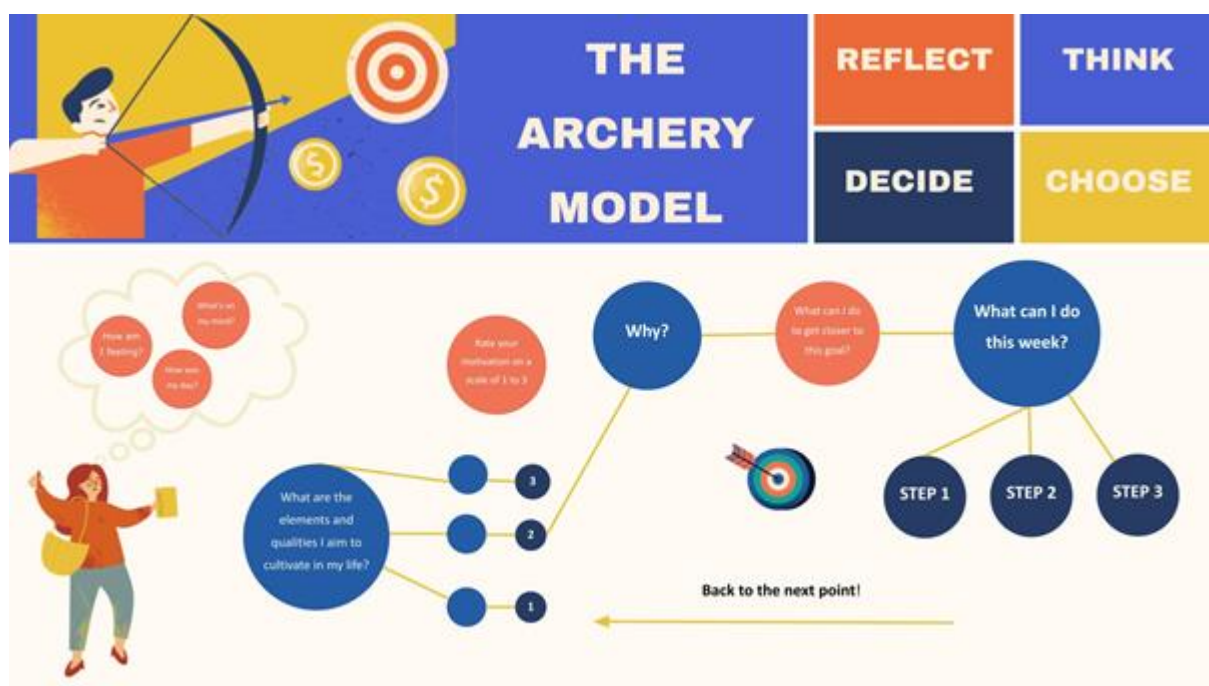 THE
ARCHERY
MODEL
REFLECT
THINK
DECIDE
CHOOSE
What's on
my mind?
How am
I feeling?
How was
my day?
Rate your
motivation on a
scale of 1 to 3
Why?
What can I do
to get closer to
this goal?
What can I do
this week?
What are the
elements and
qualities I aim to
cultivate in my life?
3
2
1
STEP 1
STEP 2
STEP 3
Back to the next point!
$
$